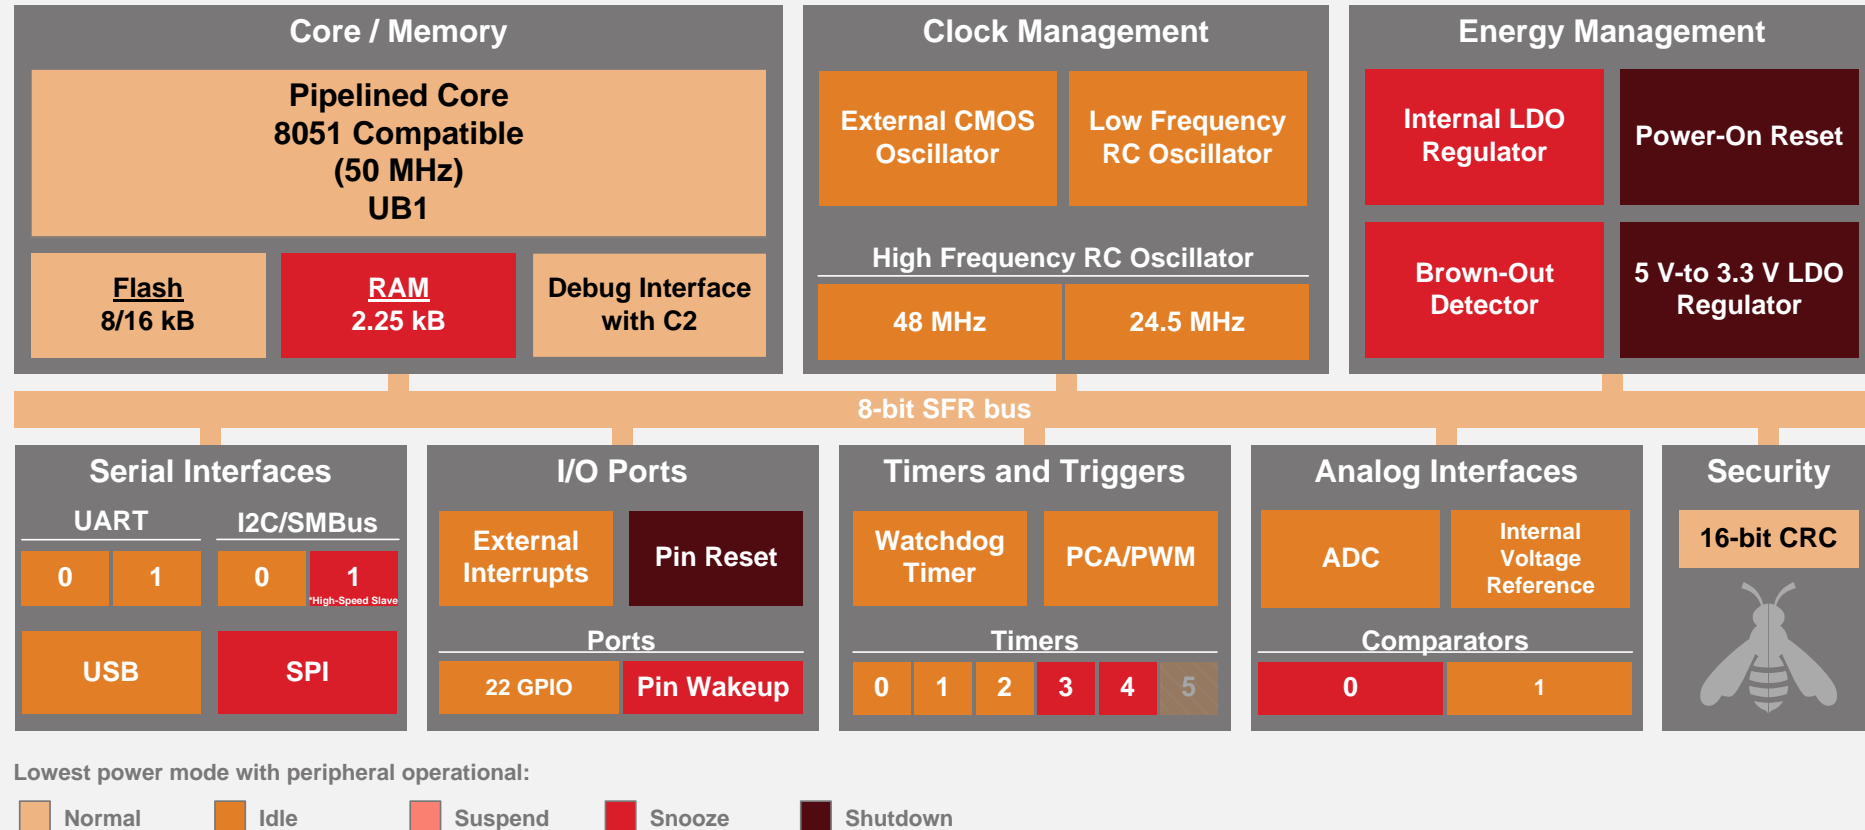 Core / Memory
Pipelined Core
8051 Compatible
(50 MHz)
UB1
Flash
8/16 kB
RAM
2.25 kB
Debug Interface
with C2
Clock Management
External CMOS
Oscillator
Low Frequency
RC Oscillator
High Frequency RC Oscillator
48 MHz
24.5 MHz
Energy Management
Internal LDO
Regulator
Power-On Reset
Brown-Out
Detector
5 V-to 3.3 V LDO
Regulator
8-bit SFR bus
Serial Interfaces
UART
0
1
I2C/SMBus
0
1
*High-Speed Slave
USB
SPI
I/O Ports
External
Interrupts
Pin Reset
Ports
22 GPIO
Pin Wakeup
Timers and Triggers
Watchdog
Timer
PCA/PWM
Timers
0
1
2
3
4
5
Analog Interfaces
ADC
Internal
Voltage
Reference
Comparators
0
1
Security
16-bit CRC
Lowest power mode with peripheral operational:
Normal
Idle
Suspend
Snooze
Shutdown